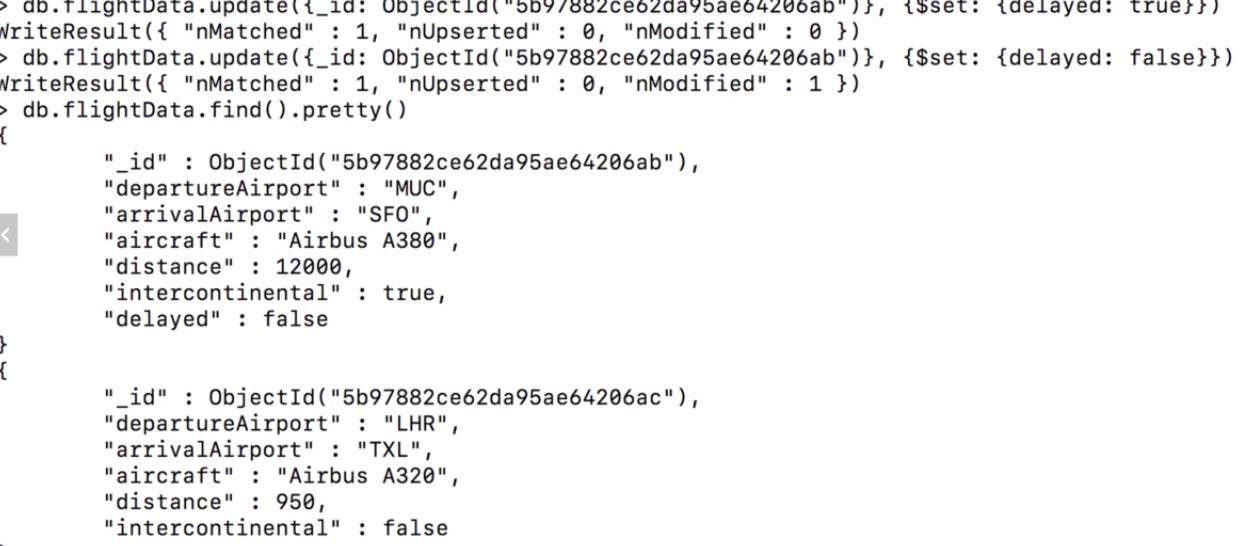 > db.flightData.update({_id: ObjectId("5b97882ce62da95ae64206ab")}, {$set: {delayed: true}})
WriteResult({ "nMatched" : 1, "nUpserted" : 0, "nModified" : 0 })
> db.flightData.update({_id: ObjectId("5b97882ce62da95ae64206ab")}, {$set: {delayed: false}})
WriteResult({ "nMatched" : 1, "nUpserted" : 0, "nModified" : 1 })
> db.flightData.find().pretty()
{
"_id" : ObjectId("5b97882ce62da95ae64206ab"),
"departureAirport" : "MUC",
"arrivalAirport" : "SFO",
"aircraft" : "Airbus A380",
"distance" : 12000,
"intercontinental" : true,
"delayed" : false
}
{
"_id" : ObjectId("5b97882ce62da95ae64206ac"),
"departureAirport" : "LHR",
"arrivalAirport" : "TXL",
"aircraft" : "Airbus A320",
"distance" : 950,
"intercontinental" : false